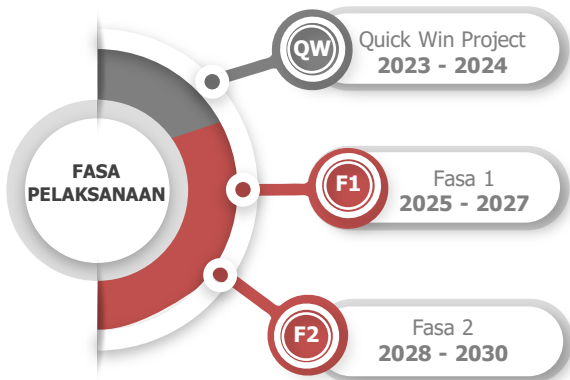 FASA
PELAKSANAAN
QW
Quick Win Project
2023 - 2024
F1
Fasa 1
2025 - 2027
F2
Fasa 2
2028 - 2030